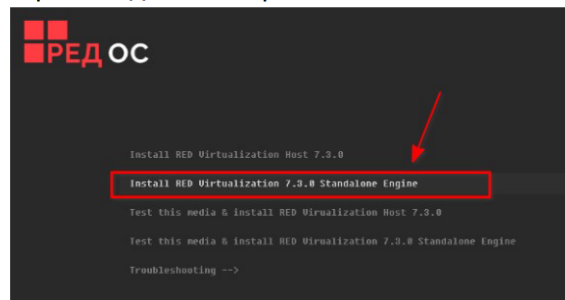 РЕД ОС
Install RED Virtualization Host 7.3.0
Install RED Virtualization 7.3.0 Standalone Engine
Test this media & install RED Virualization Host 7.3.0
Test this media & install RED Virualization 7.3.0 Standalone Engine
Troubleshooting -->